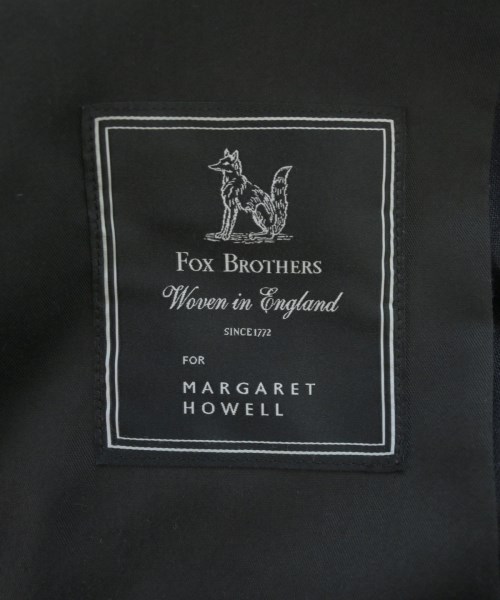 FOX BROTHERS
Woven in England
SINCE 1772
FOR
MARGARET
HOWELL